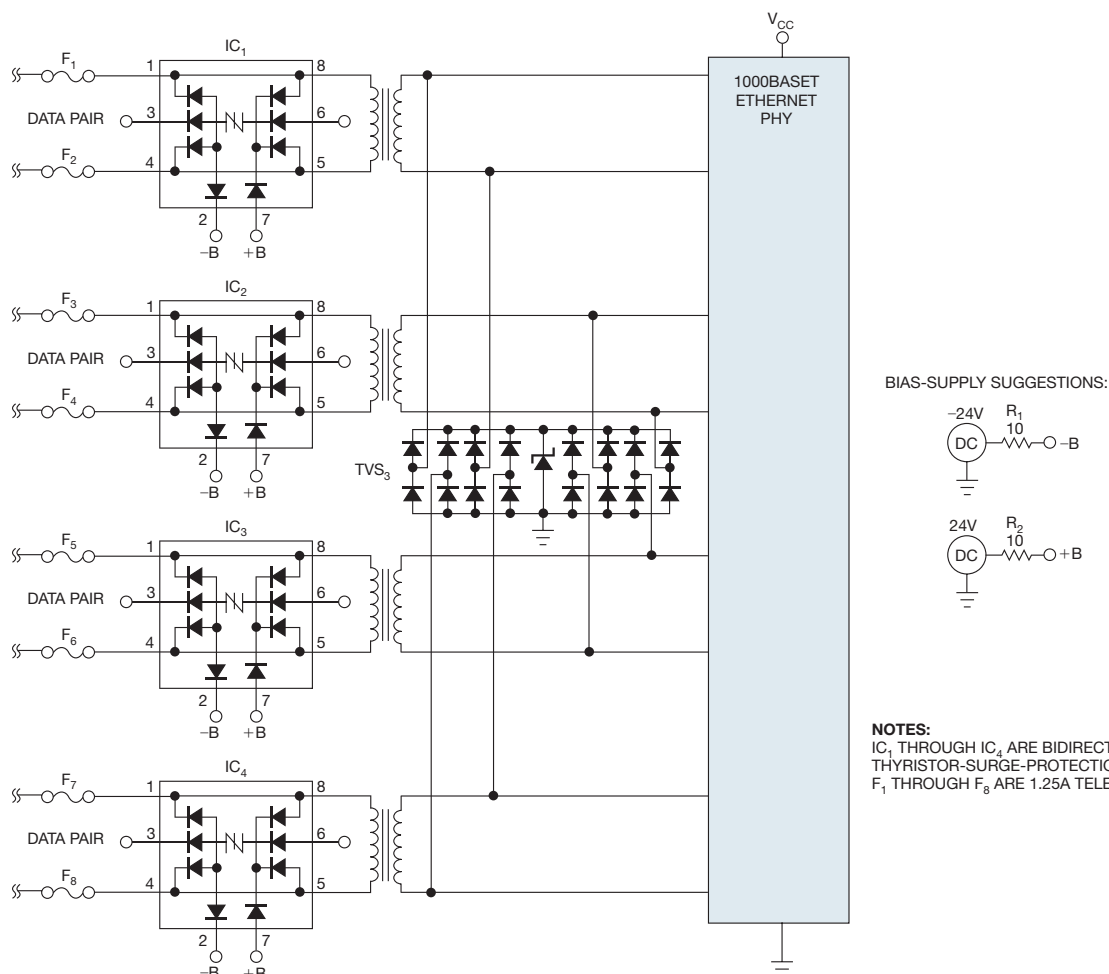 V_CC
1000BASET
ETHERNET
PHY
IC₁
F₁
1
8
DATA PAIR
3
6
F₂
4
5
2
7
−B
+B
IC₂
F₃
1
8
DATA PAIR
3
6
F₄
4
5
2
7
−B
+B
TVS₃
IC₃
F₅
1
8
DATA PAIR
3
6
F₆
4
5
2
7
−B
+B
IC₄
F₇
1
8
DATA PAIR
3
6
F₈
4
5
2
7
−B
+B
BIAS-SUPPLY SUGGESTIONS:
−24V
R₁
10
DC
−B
24V
R₂
10
DC
+B
NOTES:
IC₁ THROUGH IC₄ ARE BIDIRECT
THYRISTOR-SURGE-PROTECTIO
F₁ THROUGH F₈ ARE 1.25A TELE